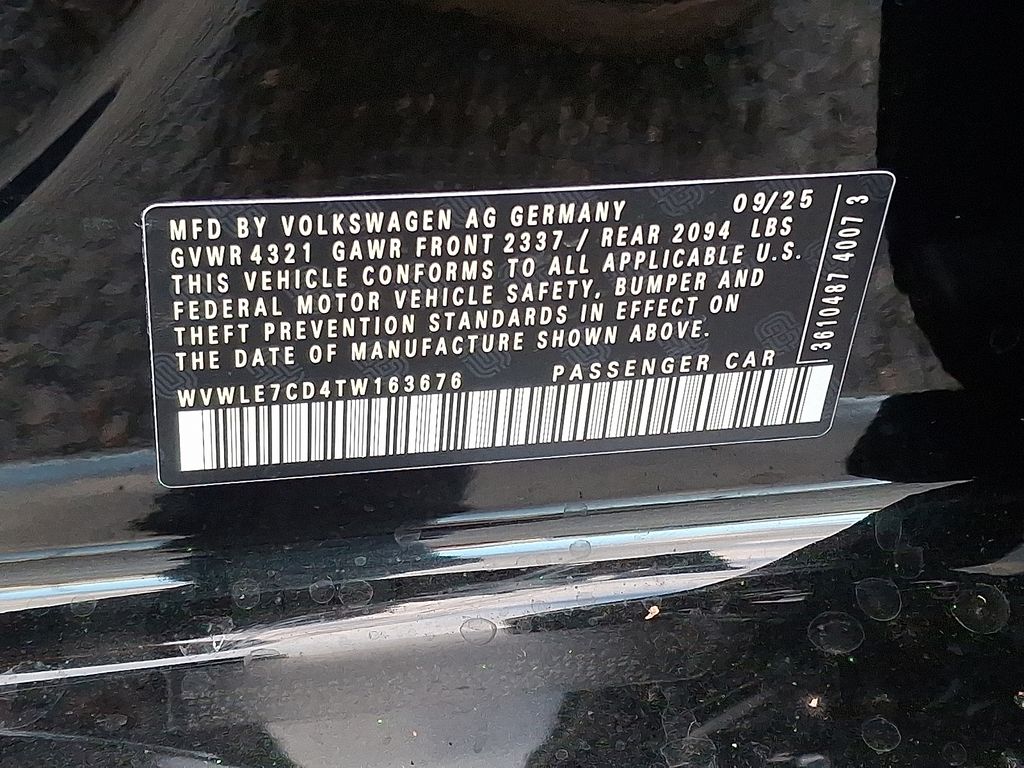 MFD BY VOLKSWAGEN AG GERMANY 09/25
GVWR 4321 GAWR FRONT 2337 / REAR 2094 LBS
THIS VEHICLE CONFORMS TO ALL APPLICABLE U.S.
FEDERAL MOTOR VEHICLE SAFETY, BUMPER AND
THEFT PREVENTION STANDARDS IN EFFECT ON
THE DATE OF MANUFACTURE SHOWN ABOVE.
WVWLE7CD4TW163676 PASSENGER CAR
3610487 4007 3